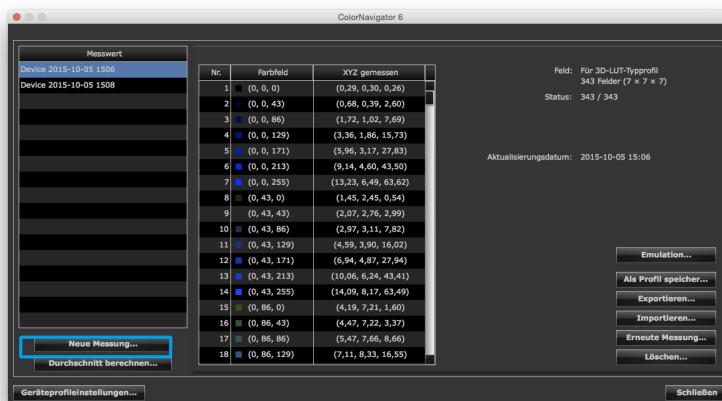 ColorNavigator 6
Messwert
Device 2015-10-05 1506
Device 2015-10-05 1508
Neue Messung...
Durchschnitt berechnen...
Nr. Farbfeld XYZ gemessen
1 (0, 0, 0) (0,29, 0,30, 0,26)
2 (0, 0, 43) (0,68, 0,39, 2,60)
3 (0, 0, 86) (1,72, 1,02, 7,69)
4 (0, 0, 129) (3,36, 1,86, 15,73)
5 (0, 0, 171) (5,96, 3,17, 27,83)
6 (0, 0, 213) (9,14, 4,60, 43,50)
7 (0, 0, 255) (13,23, 6,49, 63,62)
8 (0, 43, 0) (1,45, 2,45, 0,54)
9 (0, 43, 43) (2,07, 2,76, 2,99)
10 (0, 43, 86) (2,97, 3,11, 7,82)
11 (0, 43, 129) (4,59, 3,90, 16,02)
12 (0, 43, 171) (6,94, 4,87, 27,94)
13 (0, 43, 213) (10,06, 6,24, 43,41)
14 (0, 43, 255) (14,09, 8,17, 63,49)
15 (0, 86, 0) (4,19, 7,21, 1,60)
16 (0, 86, 43) (4,47, 7,22, 3,37)
17 (0, 86, 86) (5,47, 7,66, 8,66)
18 (0, 86, 129) (7,11, 8,33, 16,55)
Feld: Für 3D-LUT-Typprofil
343 Felder (7 × 7 × 7)
Status: 343 / 343
Aktualisierungsdatum: 2015-10-05 15:06
Emulation...
Als Profil speicher...
Exportieren...
Importieren...
Erneute Messung...
Löschen...
Geräteprofileinstellungen...
Schließen